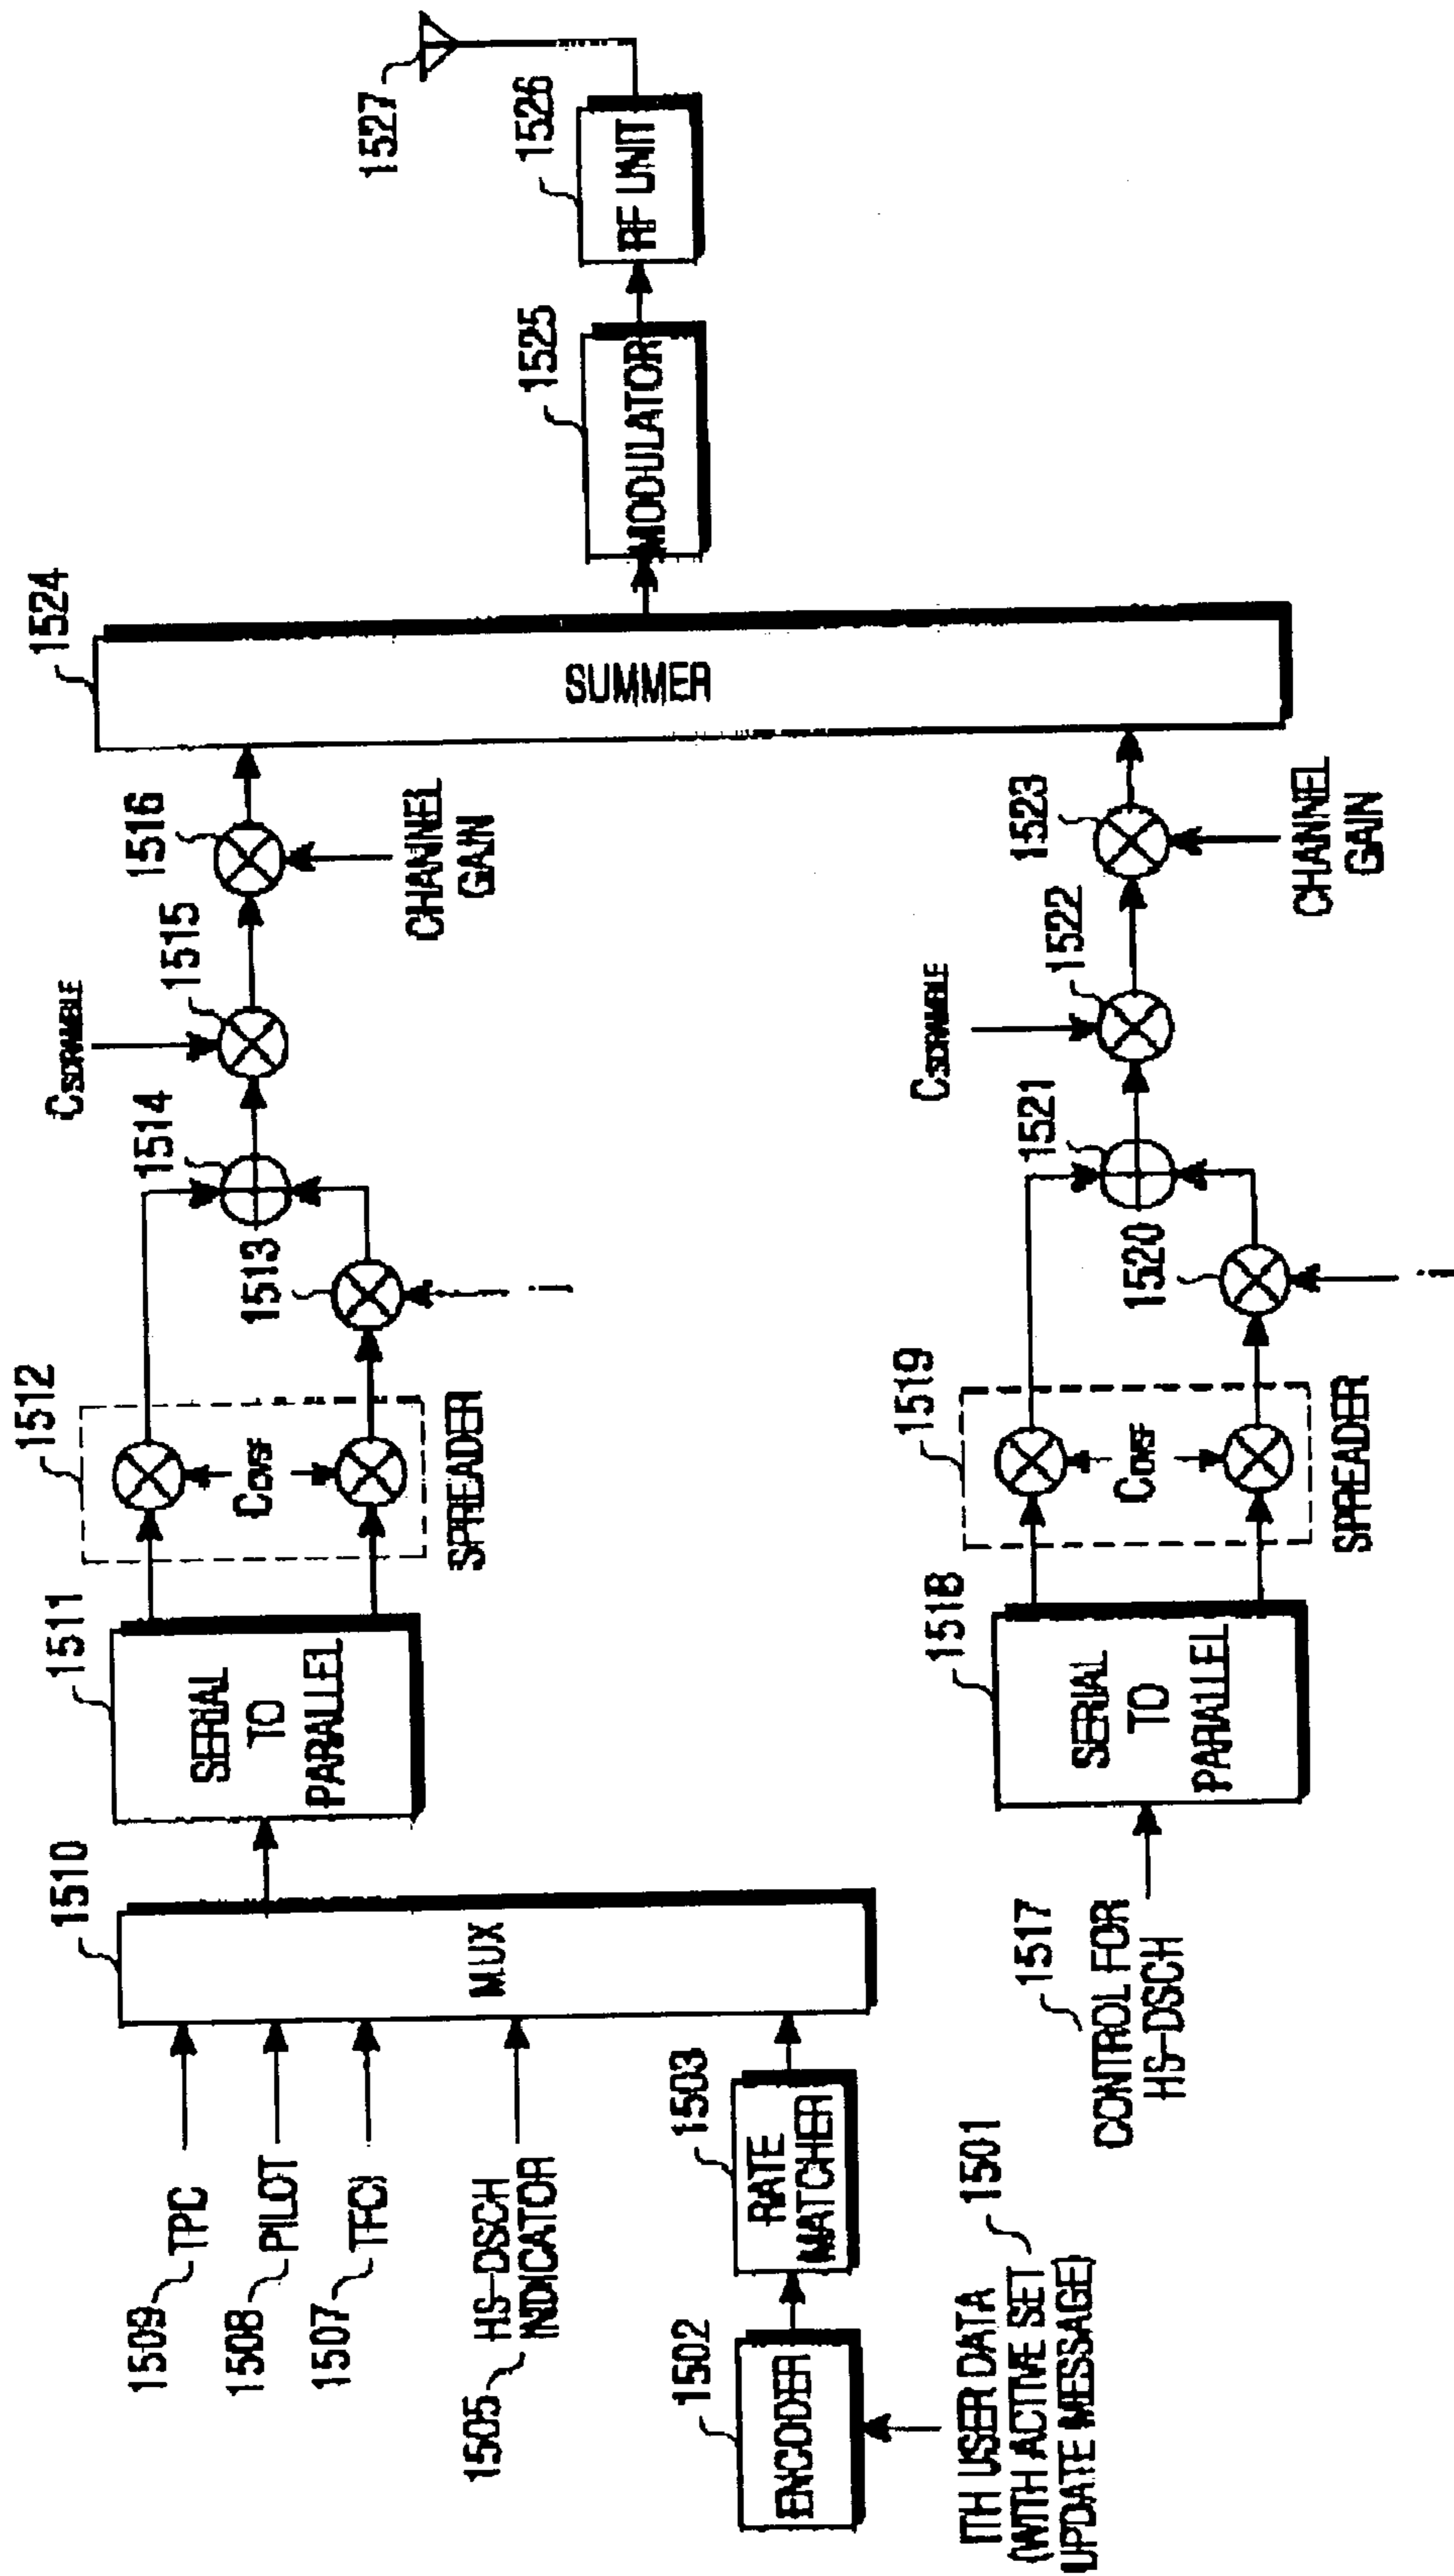 1509 TPC
1508 PILOT
1507 TFCI
1505 HS-DSCH
INDICATOR
1502
ENCODER
1503
RATE
MATCHER
ITH USER DATA
(WITH ACTIVE SET
UPDATE MESSAGE)
1501
1510
MUX
1511
SERIAL
TO
PARALLEL
1512
COVSF
SPREADER
1513
j
1514
CSCRAMBLE
1515
1516
CHANNEL
GAIN
1517
CONTROL FOR
HS-DSCH
1518
SERIAL
TO
PARALLEL
1519
COVSF
SPREADER
1520
j
1521
CSCRAMBLE
1522
1523
CHANNEL
GAIN
1524
SUMMER
1525
MODULATOR
1526
RF UNIT
1527